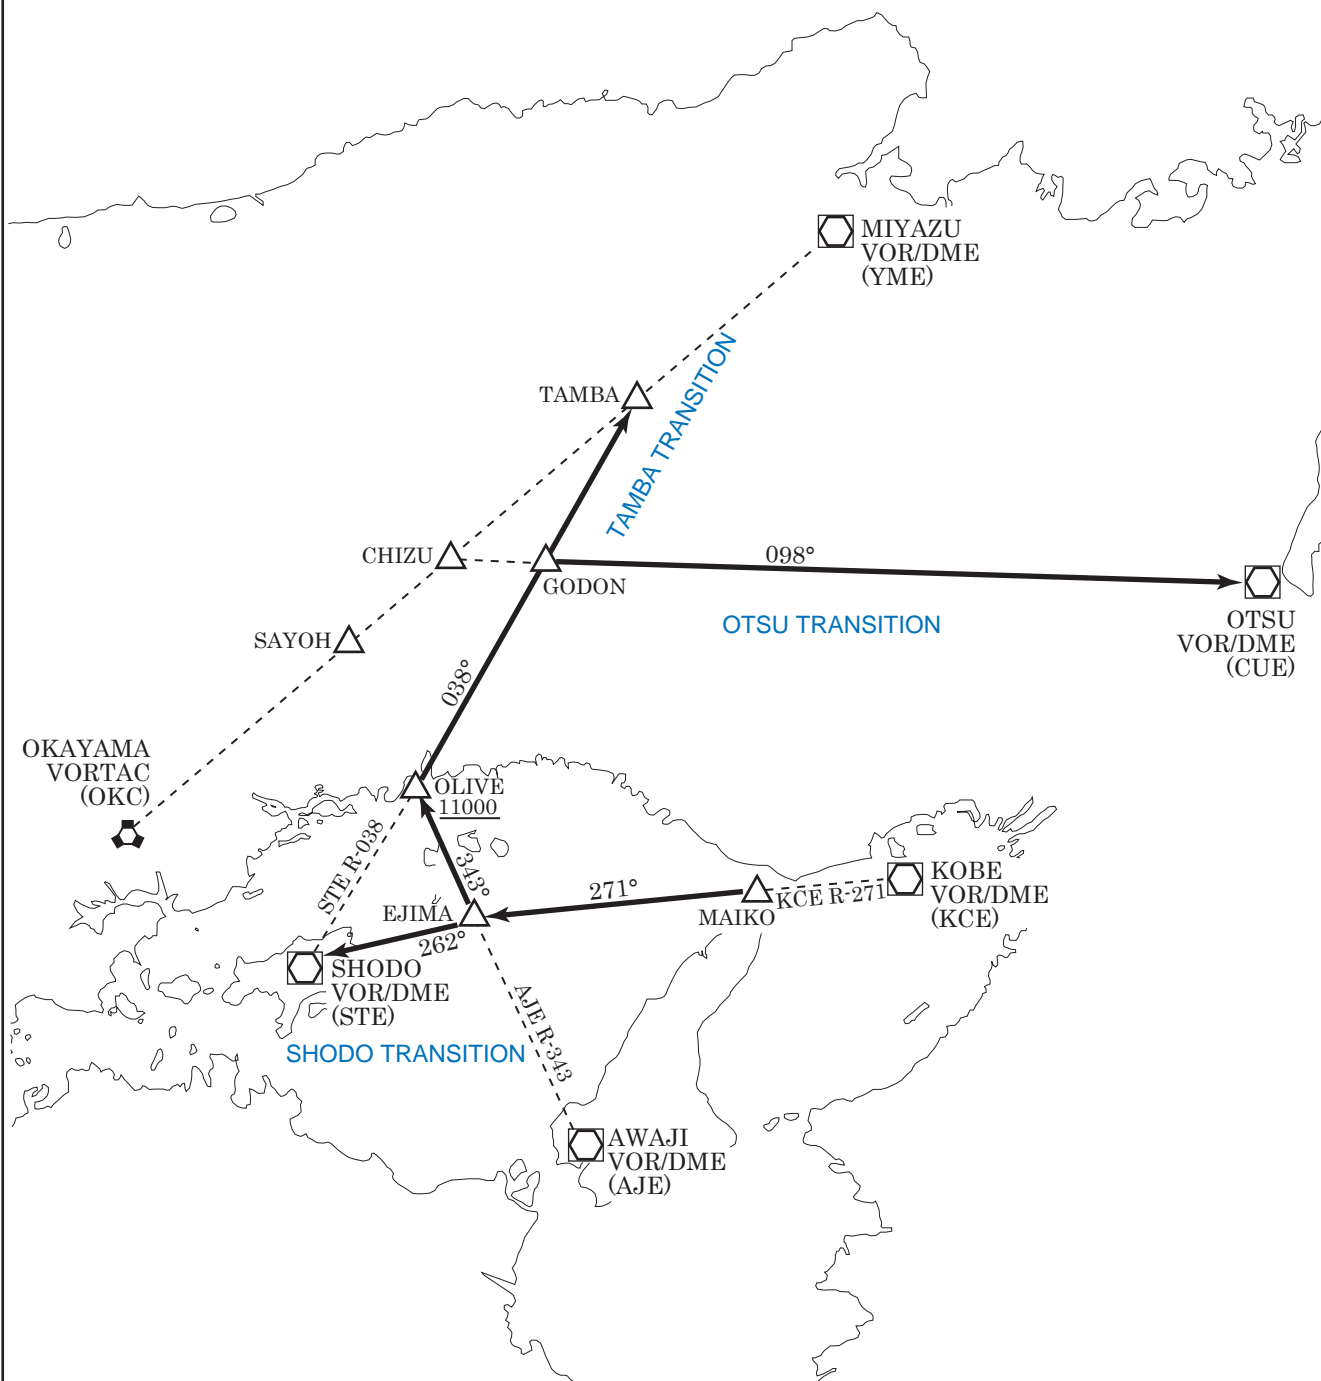 MIYAZU
VOR/DME
(YME)
TAMBA
TAMBA TRANSITION
CHIZU
GODON
098°
OTSU TRANSITION
OTSU
VOR/DME
(CUE)
SAYOH
038°
OKAYAMA
VORTAC
(OKC)
OLIVE
11000
STE R-038
343°
EJIMA
271°
MAIKO
KCE R-271
KOBE
VOR/DME
(KCE)
262°
SHODO
VOR/DME
(STE)
AJE R-343
SHODO TRANSITION
AWAJI
VOR/DME
(AJE)